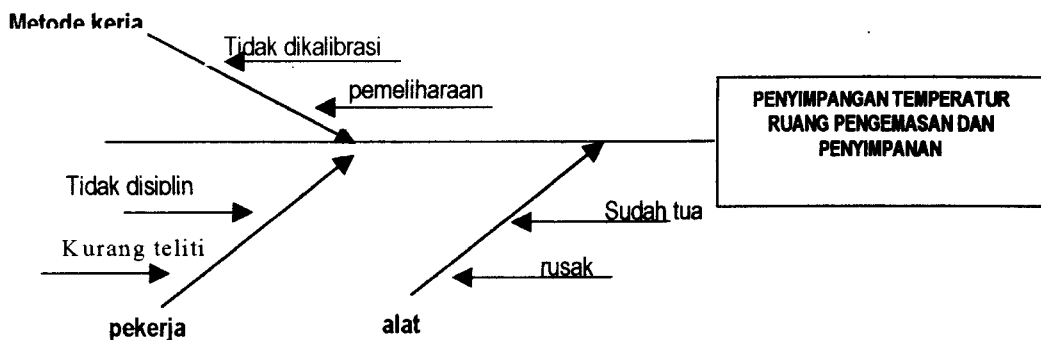 Metode kerja
Tidak dikalibrasi
pemeliharaan
PENYIMPANGAN TEMPERATUR
RUANG PENGEMASAN DAN
PENYIMPANAN
Tidak disiplin
Kurang teliti
Sudah tua
rusak
pekerja
alat